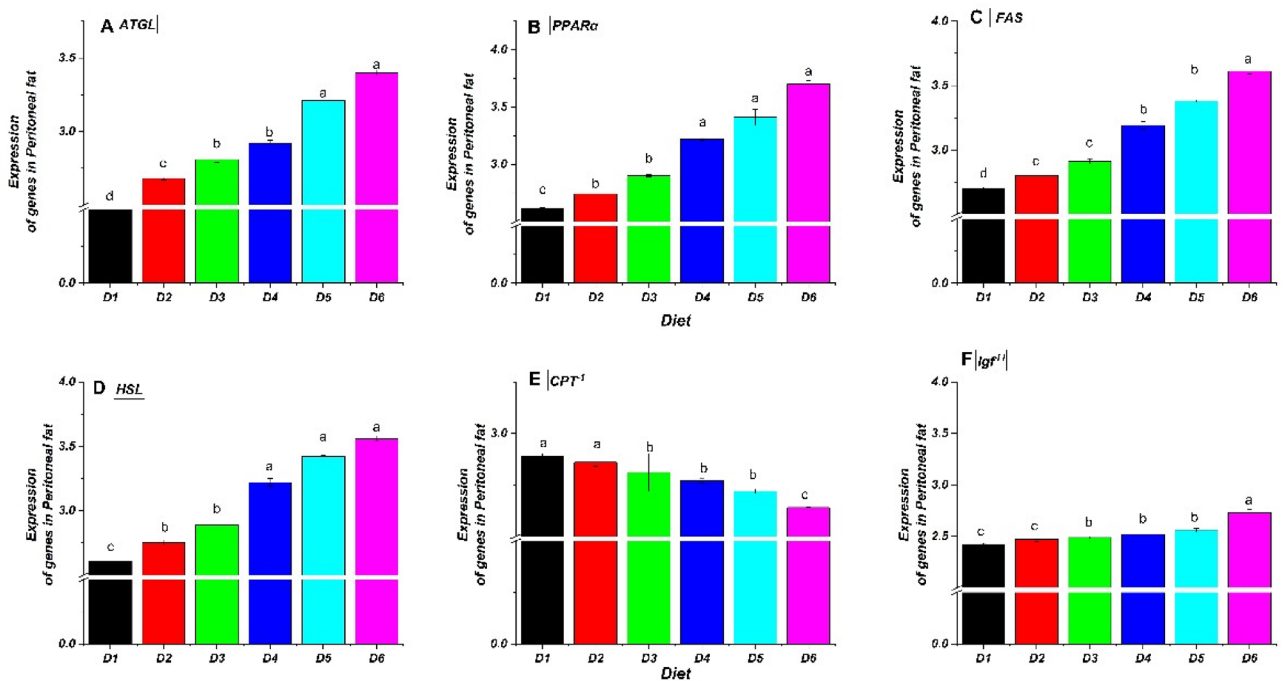 A ATGL
Expression
of genes in Peritoneal fat
3.5
3.0
0.0
d
c
b
b
a
a
D1 D2 D3 D4 D5 D6
B PPARα
Expression
of genes in Peritoneal fat
4.0
3.5
3.0
0.0
c
b
b
a
a
a
D1 D2 D3 D4 D5 D6
Diet
C FAS
Expression
of genes in Peritoneal fat
4.0
3.5
3.0
0.0
d
c
c
b
b
a
D1 D2 D3 D4 D5 D6
D HSL
Expression
of genes in Peritoneal fat
4.0
3.5
3.0
0.0
c
b
b
a
a
a
D1 D2 D3 D4 D5 D6
E CPT-1
Expression
of genes in Peritoneal fat
3.0
0.0
a
a
b
b
b
c
D1 D2 D3 D4 D5 D6
Diet
F
Expression
of genes in Peritoneal fat
4.0
3.5
3.0
2.5
0.0
c
c
b
b
b
a
D1 D2 D3 D4 D5 D6